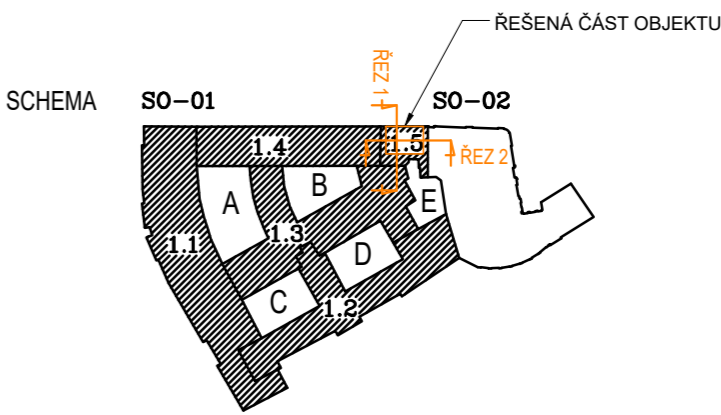 ŘEŠENÁ ČÁST OBJEKTU
ŘEZ 1
SCHEMA
SO-01
SO-02
1.4
1.5
ŘEZ 2
A
B
E
1.1
1.3
D
C
1.2